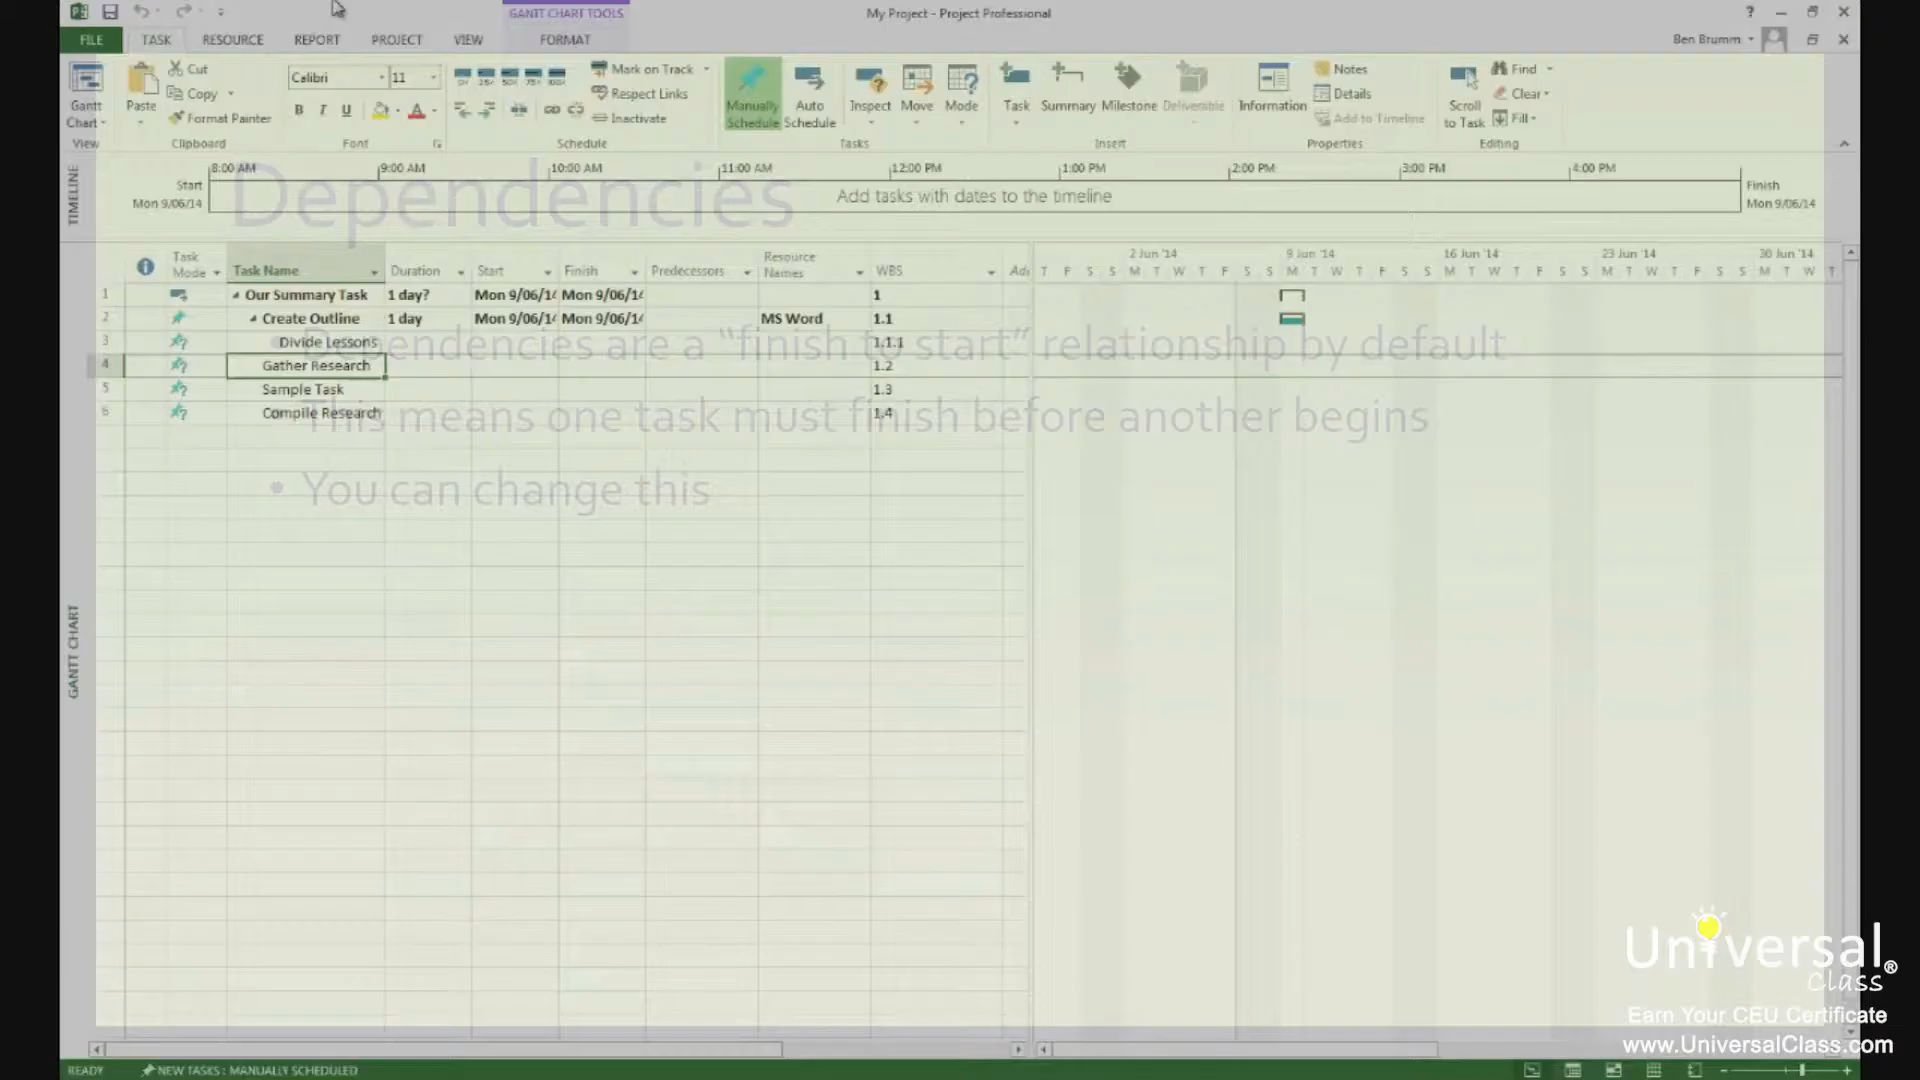 GANTT CHART TOOLS
My Project - Project Professional
?
FILE TASK RESOURCE REPORT PROJECT VIEW FORMAT
Ben Brumm
Gantt Chart
Paste
Cut
Copy
Format Painter
Calibri 11
B I U A
0% 25% 50% 75% 100%
Mark on Track
Respect Links
Inactivate
Manually Schedule
Auto Schedule
Inspect
Move
Mode
Task
Summary
Milestone
Deliverable
Information
Notes
Details
Add to Timeline
Scroll to Task
Find
Clear
Fill
View Clipboard Font Schedule Tasks Insert Properties Editing
TIMELINE
8:00 AM 9:00 AM 10:00 AM 11:00 AM 12:00 PM 1:00 PM 2:00 PM 3:00 PM 4:00 PM
Start
Mon 9/06/14
Add tasks with dates to the timeline
Finish
Mon 9/06/14
Dependencies
Task Mode Task Name Duration Start Finish Predecessors Resource Names WBS Ad
2 Jun '14 9 Jun '14 16 Jun '14 23 Jun '14 30 Jun '14
T F S S M T W T F S S M T W T F S S M T W T F S S M T W T F S S M T W T
1 Our Summary Task 1 day? Mon 9/06/14 Mon 9/06/14 1
2 Create Outline 1 day Mon 9/06/14 Mon 9/06/14 MS Word 1.1
3 Divide Lessons 1.1.1
4 Gather Research 1.2
5 Sample Task 1.3
6 Compile Research 1.4
• Dependencies are a “finish to start” relationship by default
This means one task must finish before another begins
• You can change this
GANTT CHART
Universal®
Class
Earn Your CEU Certificate
www.UniversalClass.com
READY NEW TASKS : MANUALLY SCHEDULED